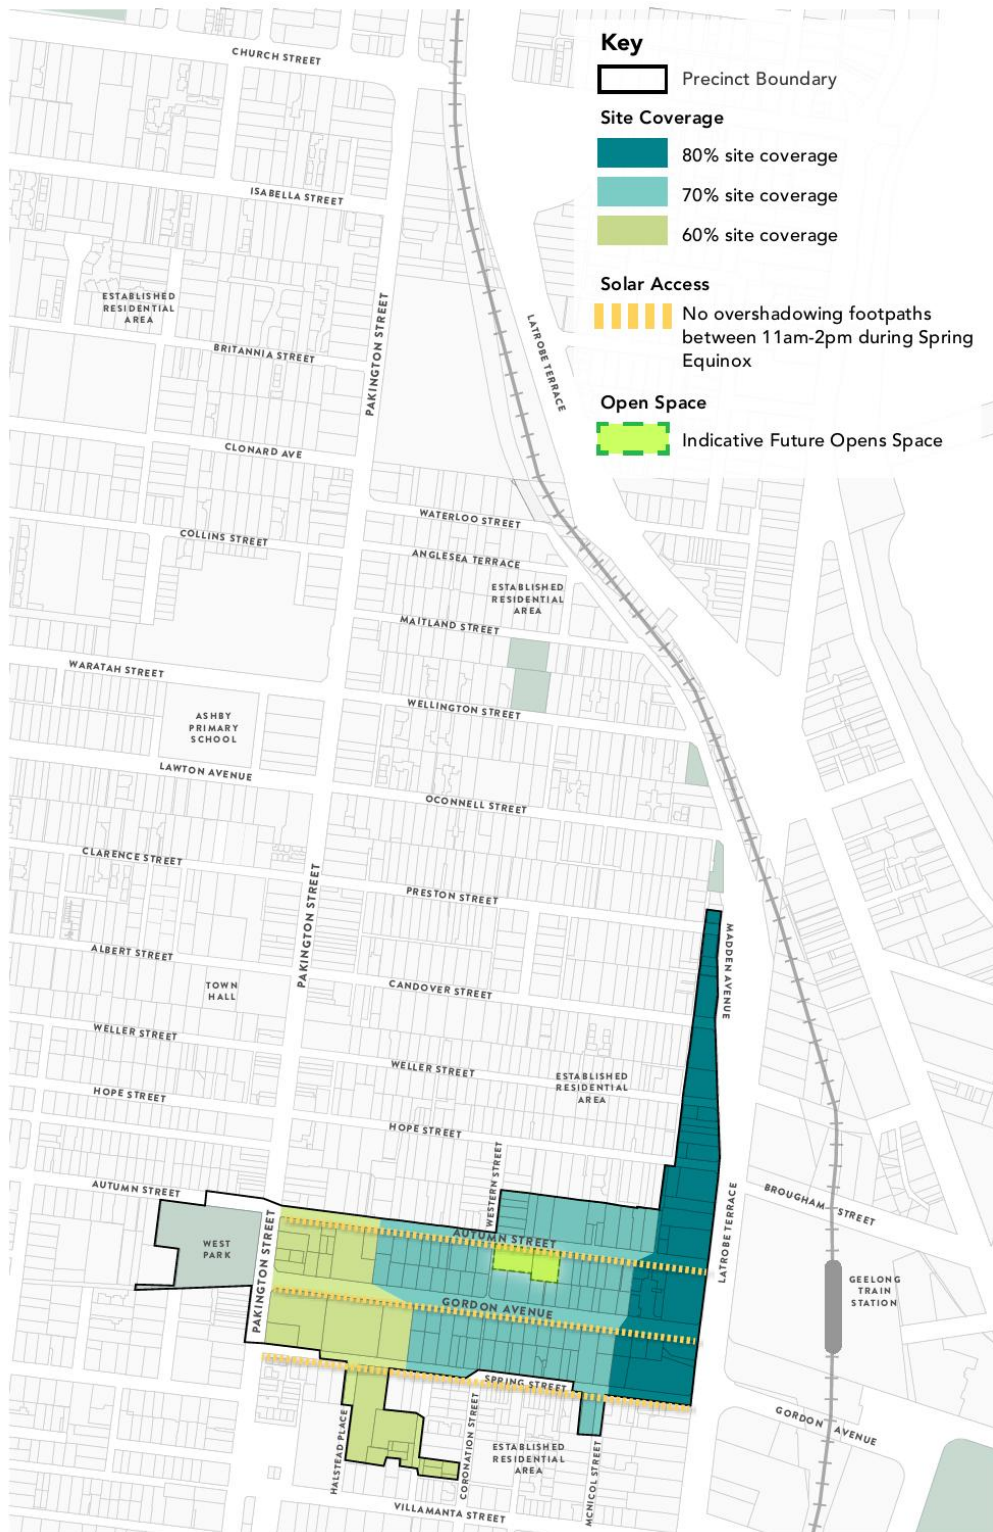 Key
Precinct Boundary
Site Coverage
80% site coverage
70% site coverage
60% site coverage
Solar Access
No overshadowing footpaths
between 11am-2pm during Spring
Equinox
Open Space
Indicative Future Opens Space
CHURCH STREET
ISABELLA STREET
ESTABLISHED
RESIDENTIAL
AREA
BRITANNIA STREET
PAKINGTON STREET
LATROBE TERRACE
CLONARD AVE
WATERLOO STREET
COLLINS STREET
ANGLESEA TERRACE
ESTABLISHED
RESIDENTIAL
AREA
MAITLAND STREET
WARATAH STREET
WELLINGTON STREET
ASHBY
PRIMARY
SCHOOL
LAWTON AVENUE
OCONNELL STREET
CLARENCE STREET
PRESTON STREET
PAKINGTON STREET
MADDEN AVENUE
ALBERT STREET
TOWN
HALL
CANDOVER STREET
WELLER STREET
WELLER STREET
ESTABLISHED
RESIDENTIAL
AREA
HOPE STREET
HOPE STREET
WESTERN STREET
AUTUMN STREET
BROUGHAM STREET
LATROBE TERRACE
WEST
PARK
PAKINGTON STREET
AUTUMN STREET
GEELONG
TRAIN
STATION
GORDON AVENUE
SPRING STREET
GORDON AVENUE
HALSTEAD PLACE
CORONATION STREET
ESTABLISHED
RESIDENTIAL
AREA
MCNICOL STREET
VILLAMANTA STREET